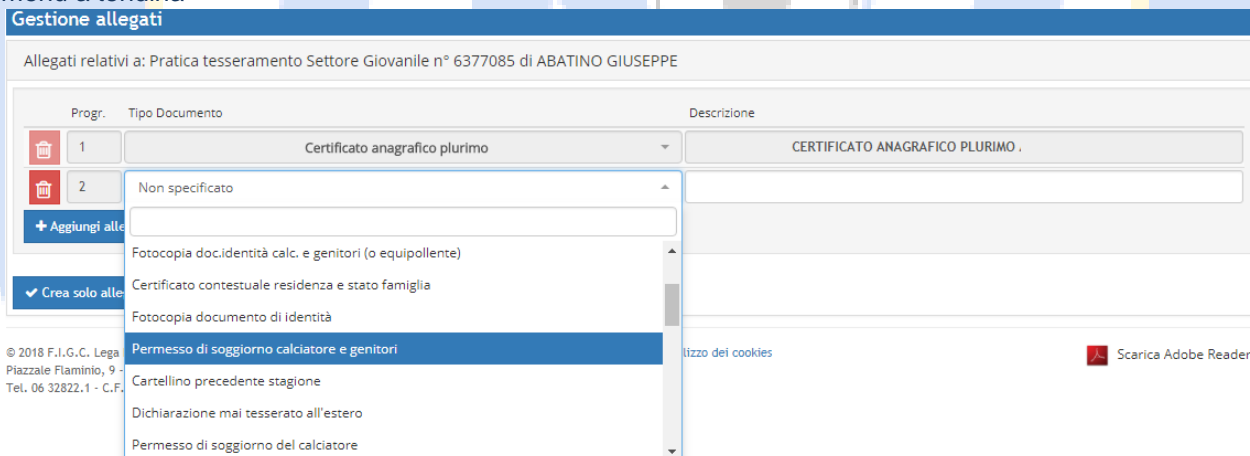 Gestione allegati
Allegati relativi a: Pratica tesseramento Settore Giovanile n° 6377085 di ABATINO GIUSEPPE
Progr. Tipo Documento Descrizione
1 Certificato anagrafico plurimo CERTIFICATO ANAGRAFICO PLURIMO .
2 Non specificato
+ Aggiungi alle
Fotocopia doc.identità calc. e genitori (o equipollente)
Certificato contestuale residenza e stato famiglia
Crea solo alle
Fotocopia documento di identità
Permesso di soggiorno calciatore e genitori
© 2018 F.I.G.C. Lega
lizzo dei cookies
Scarica Adobe Reader
Piazzale Flaminio, 9 -
Cartellino precedente stagione
Tel. 06 32822.1 - C.F.
Dichiarazione mai tesserato all'estero
Permesso di soggiorno del calciatore